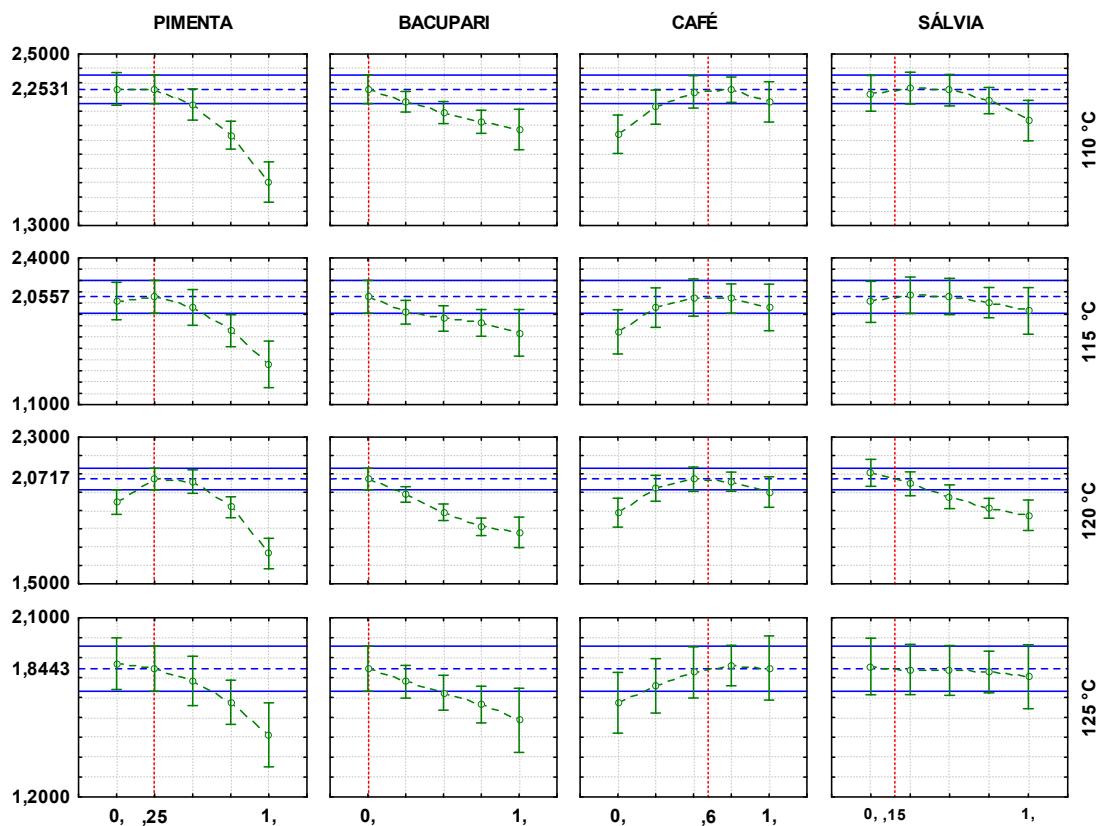 PIMENTA BACUPARI CAFÉ SÁLVIA
2,5000
2,2531
1,3000
110 °C
2,4000
2,0557
1,1000
115 °C
2,3000
2,0717
1,5000
120 °C
2,1000
1,8443
1,2000
125 °C
0, ,25 1, 0, 1, 0, ,6 1, 0, ,15 1,